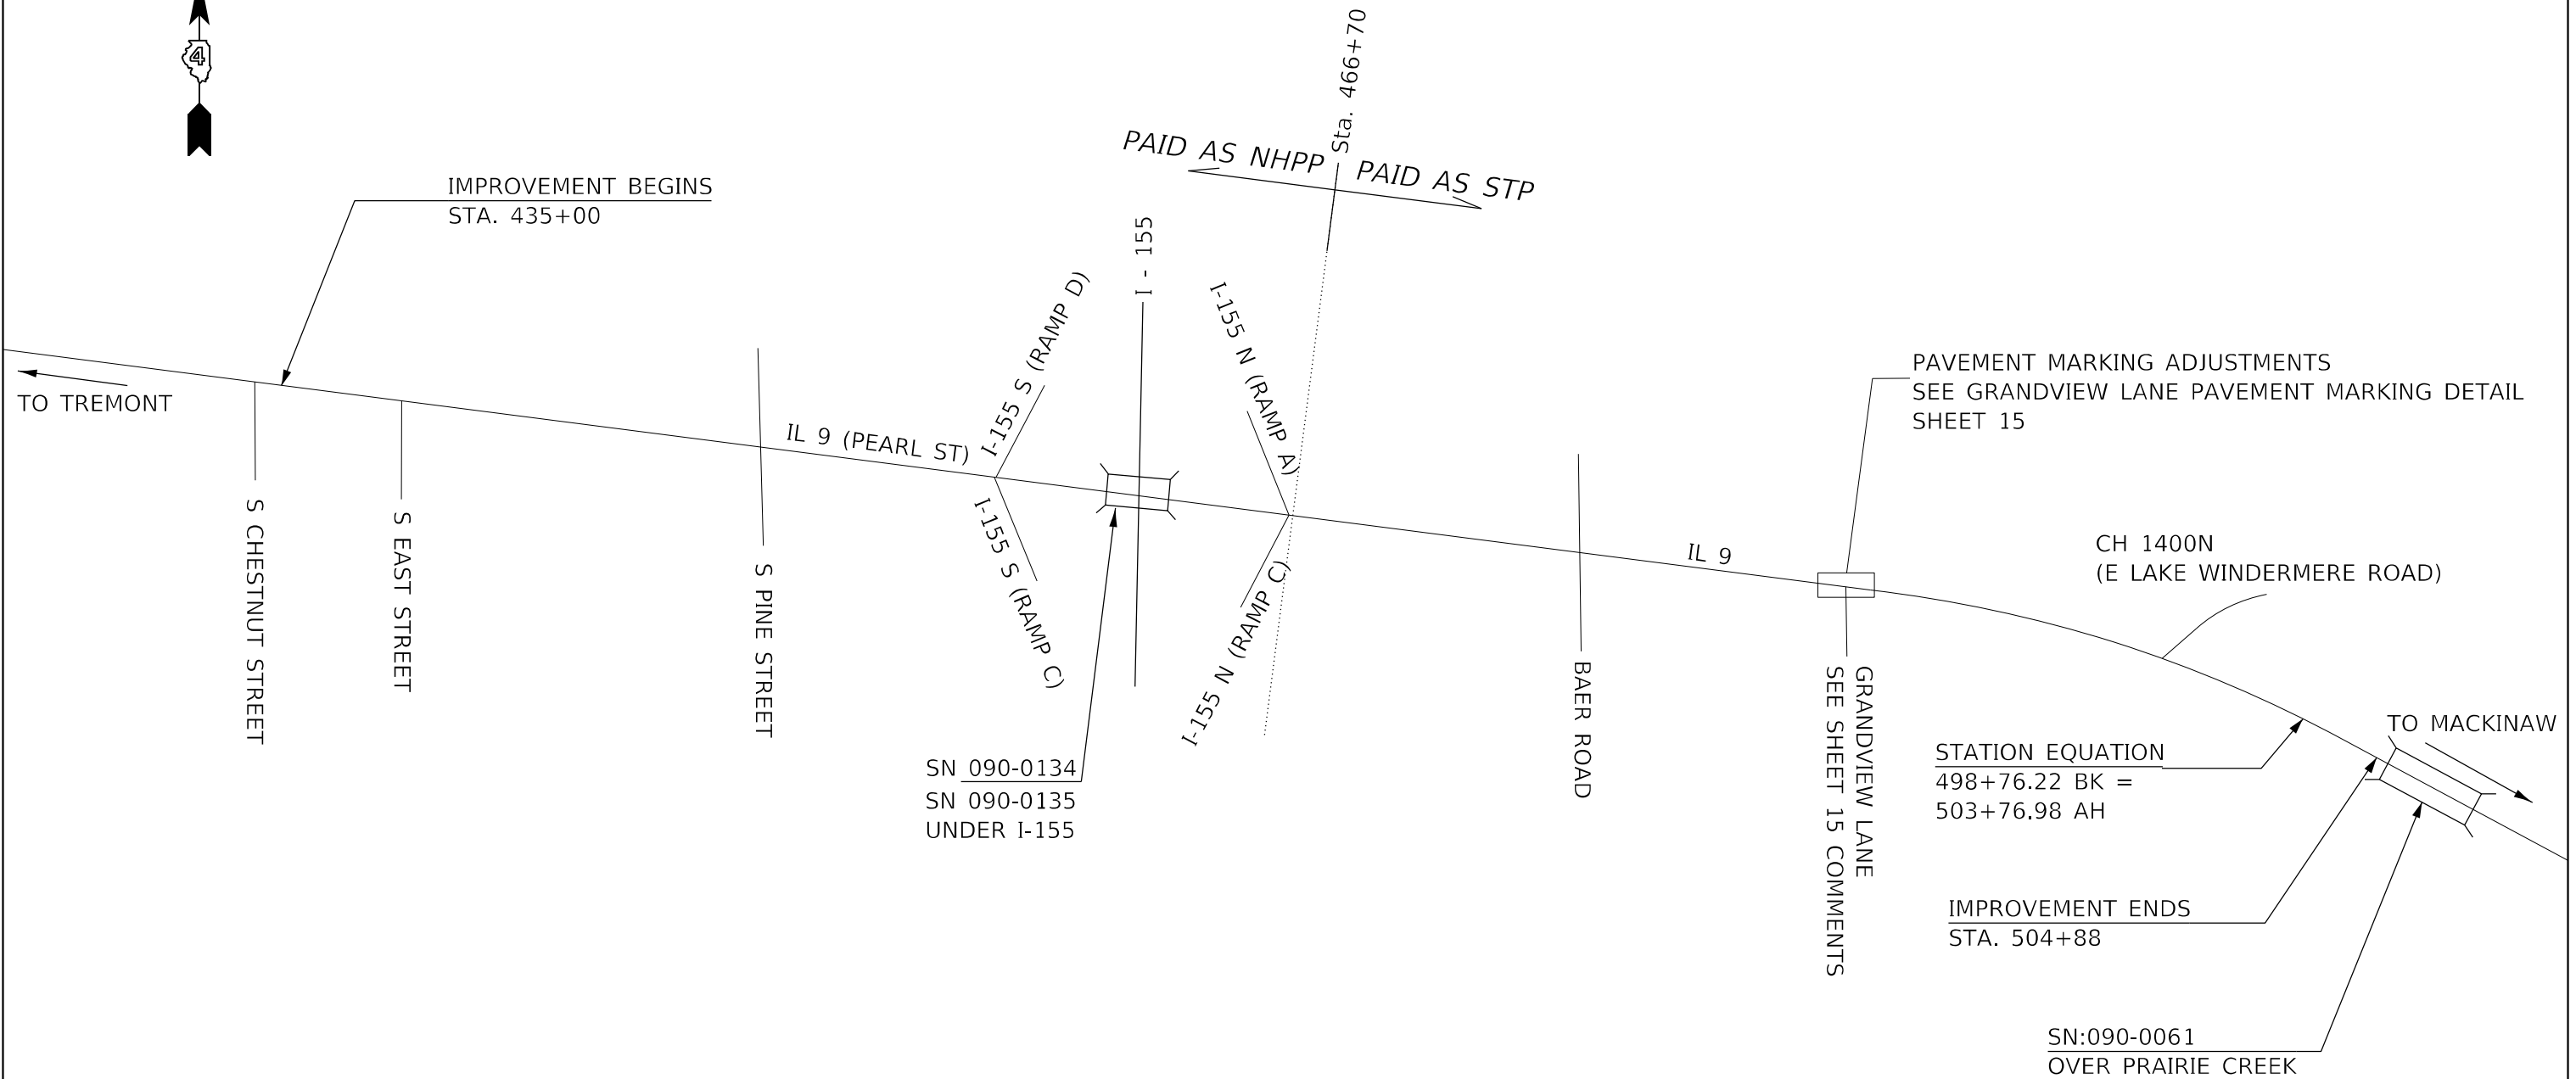 4
Sta. 466+70
PAID AS NHPP
PAID AS STP
IMPROVEMENT BEGINS
STA. 435+00
I - 155
I-155 S (RAMP D)
I-155 N (RAMP A)
TO TREMONT
IL 9 (PEARL ST)
PAVEMENT MARKING ADJUSTMENTS
SEE GRANDVIEW LANE PAVEMENT MARKING DETAIL
SHEET 15
S CHESTNUT STREET
S EAST STREET
S PINE STREET
I-155 S (RAMP C)
I-155 N (RAMP C)
IL 9
CH 1400N
(E LAKE WINDERMERE ROAD)
BAER ROAD
GRANDVIEW LANE
SEE SHEET 15 COMMENTS
TO MACKINAW
SN 090-0134
SN 090-0135
UNDER I-155
STATION EQUATION
498+76.22 BK =
503+76.98 AH
IMPROVEMENT ENDS
STA. 504+88
SN:090-0061
OVER PRAIRIE CREEK